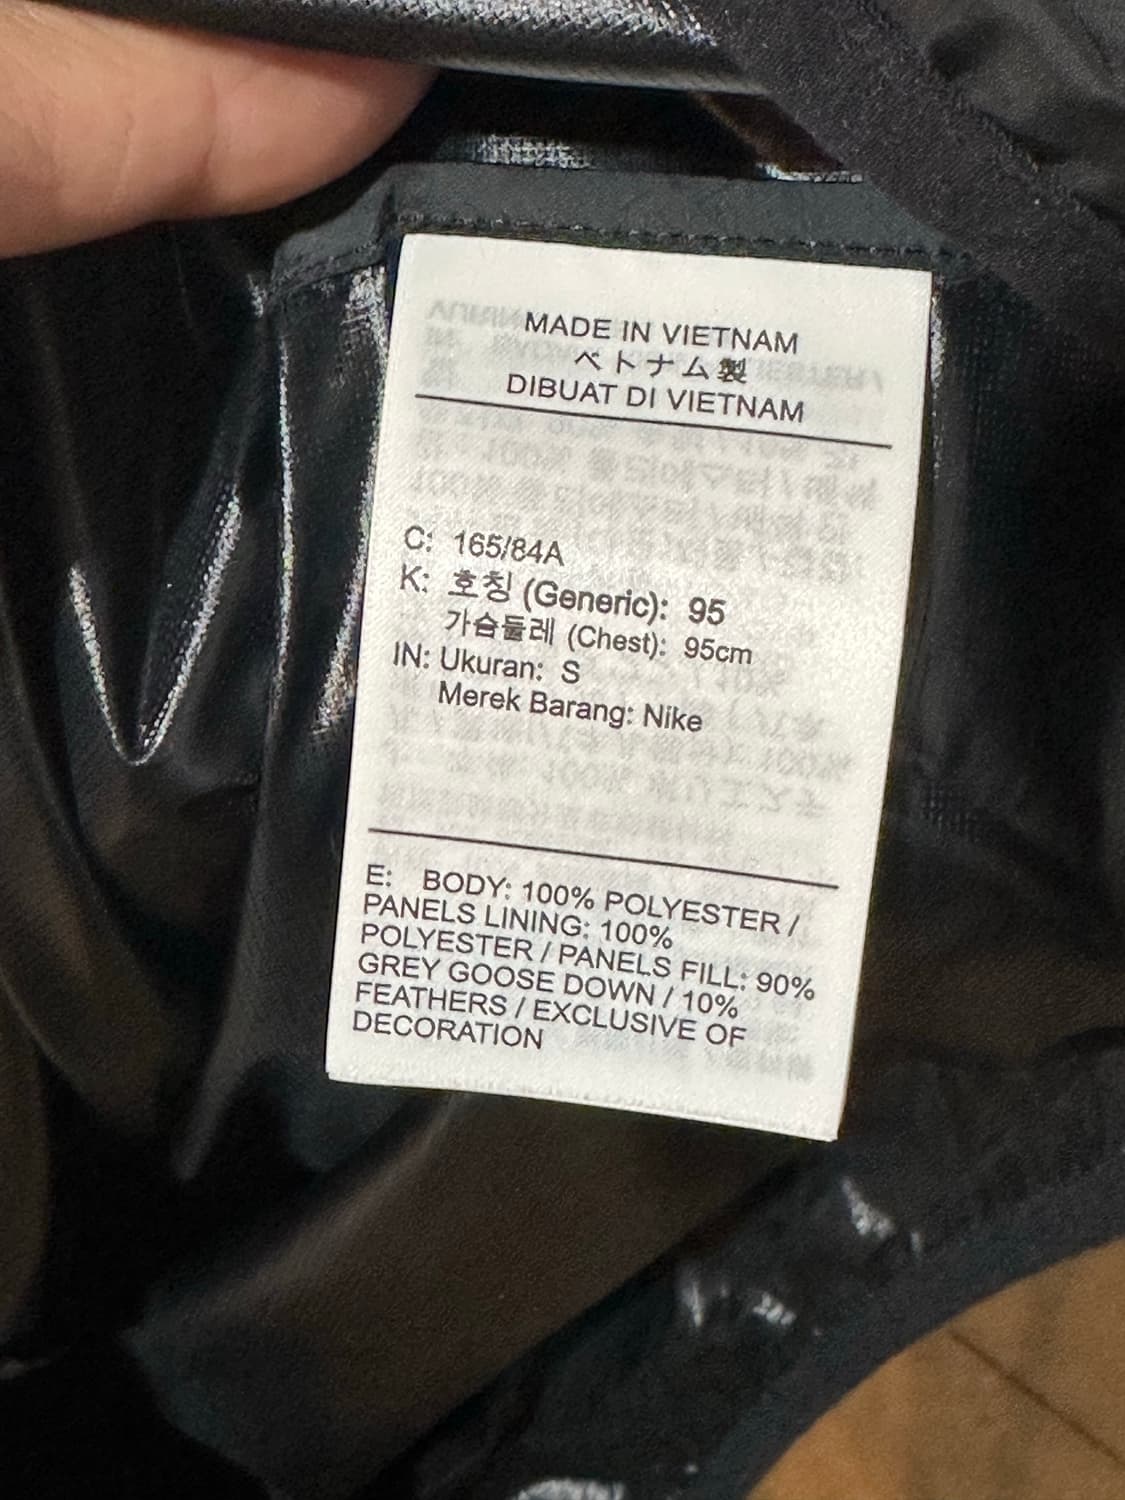 MADE IN VIETNAM
ベトナム製
DIBUAT DI VIETNAM
C: 165/84A
K: 호칭 (Generic): 95
가슴둘레 (Chest): 95cm
IN: Ukuran: S
Merek Barang: Nike
E: BODY: 100% POLYESTER /
PANELS LINING: 100%
POLYESTER / PANELS FILL: 90%
GREY GOOSE DOWN / 10%
FEATHERS / EXCLUSIVE OF
DECORATION